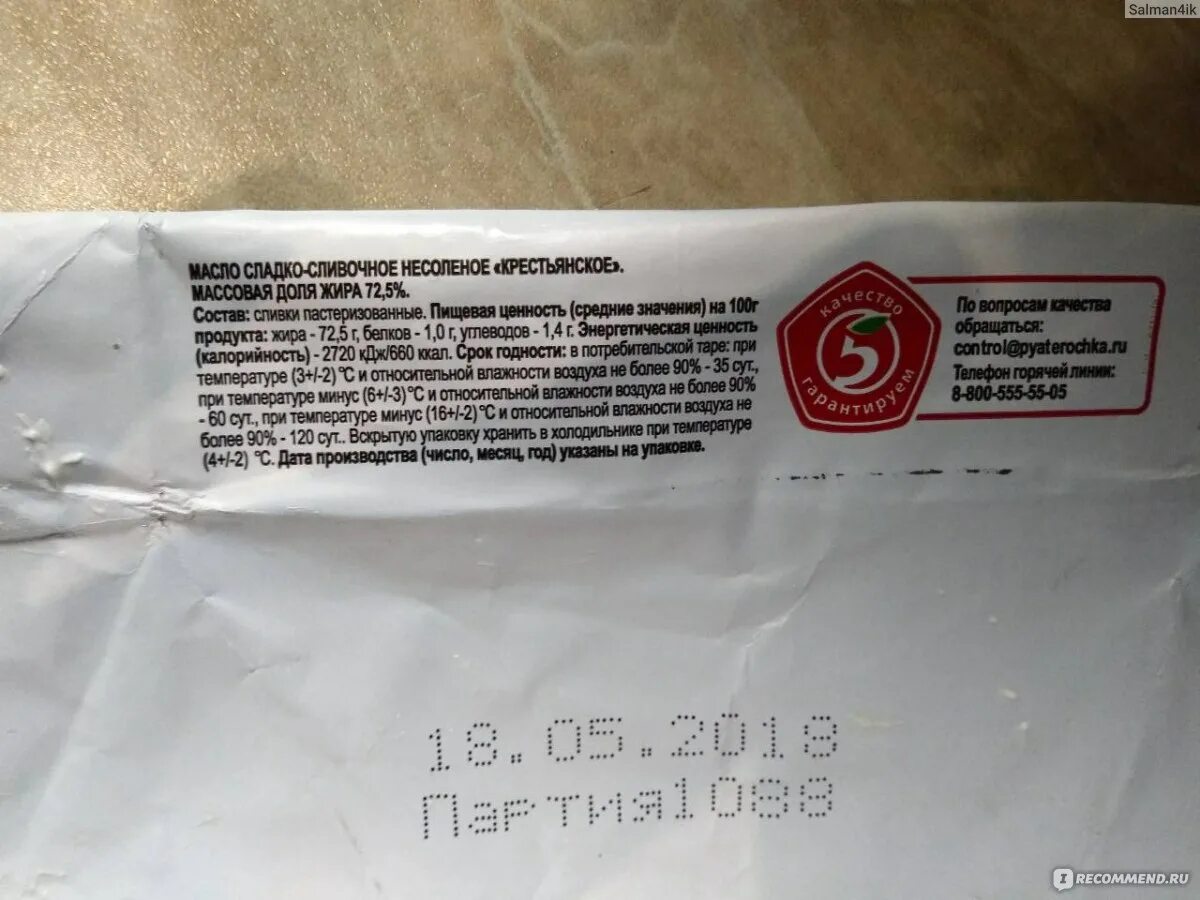 Salman4ik
МАСЛО СЛАДКО-СЛИВОЧНОЕ НЕСОЛЕНОЕ «КРЕСТЬЯНСКОЕ».
МАССОВАЯ ДОЛЯ ЖИРА 72,5%.
Состав: сливки пастеризованные. Пищевая ценность (средние значения) на 100г
продукта: жира - 72,5 г, белков - 1,0 г, углеводов - 1,4 г. Энергетическая ценность
(калорийность) - 2720 кДж/660 ккал. Срок годности: в потребительской таре: при
температуре (3+/-2) °С и относительной влажности воздуха не более 90% - 35 сут.,
при температуре минус (6+/-3)°С и относительной влажности воздуха не более 90%
- 60 сут., при температуре минус (16+/-2)°С и относительной влажности воздуха не
более 90% - 120 сут.. Вскрытую упаковку хранить в холодильнике при температуре
(4+/-2) °С. Дата производства (число, месяц, год) указаны на упаковке.
качество
5
гарантируем
По вопросам качества
обращаться:
control@pyaterochka.ru
Телефон горячей линии:
8-800-555-55-05
18.05.2018
Партия1088
IRECOMMEND.RU